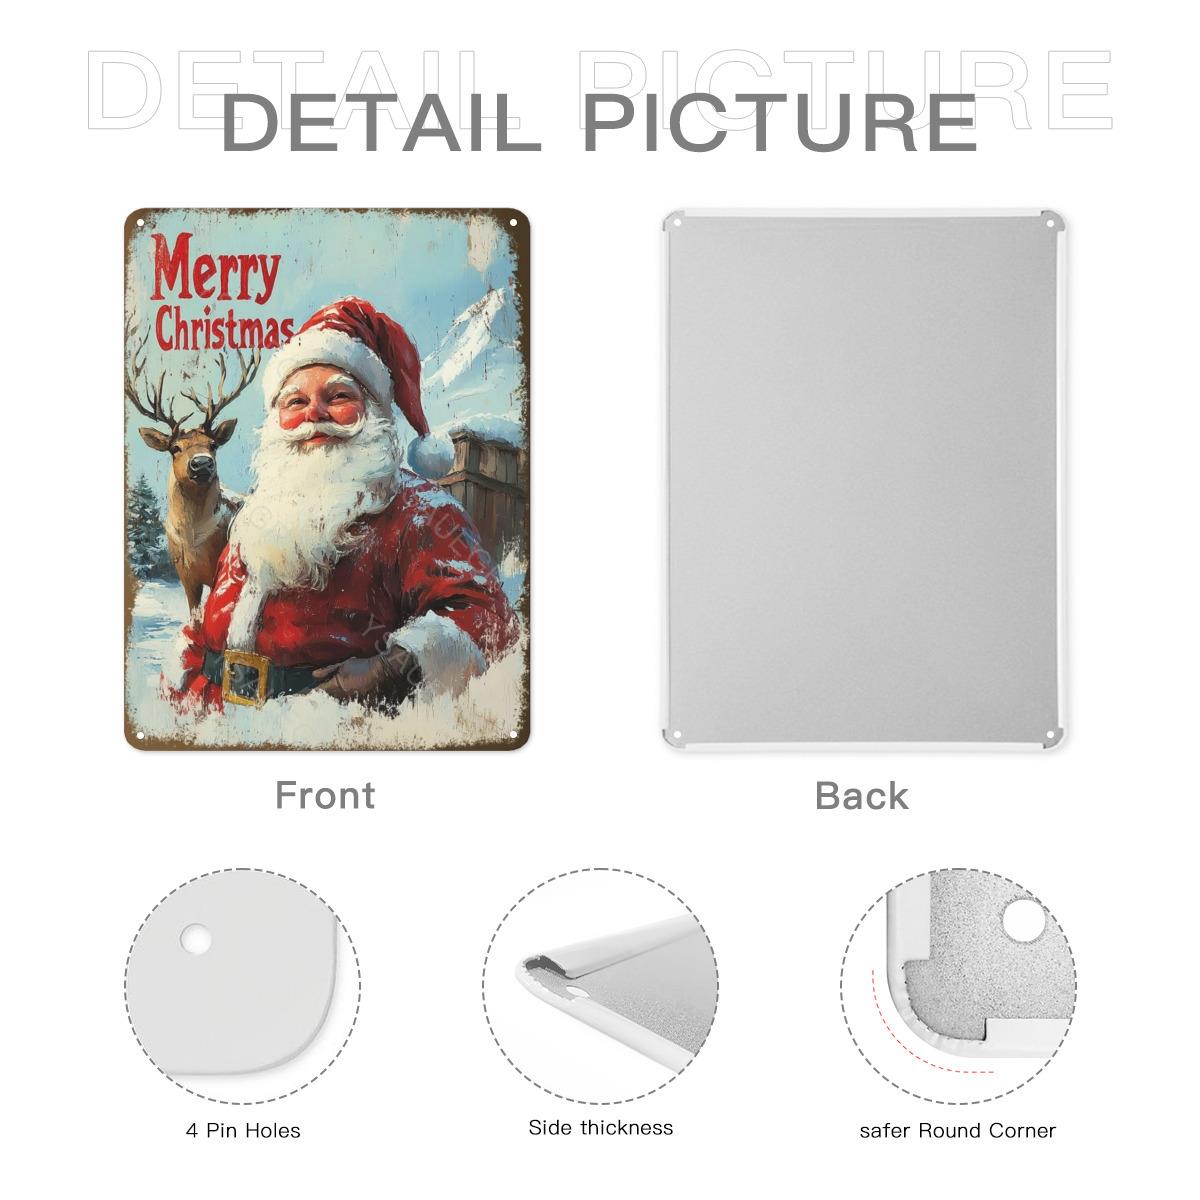 DETAIL PICTURE
DETAIL PICTURE
Merry
Christmas
Front
Back
4 Pin Holes
Side thickness
safer Round Corner